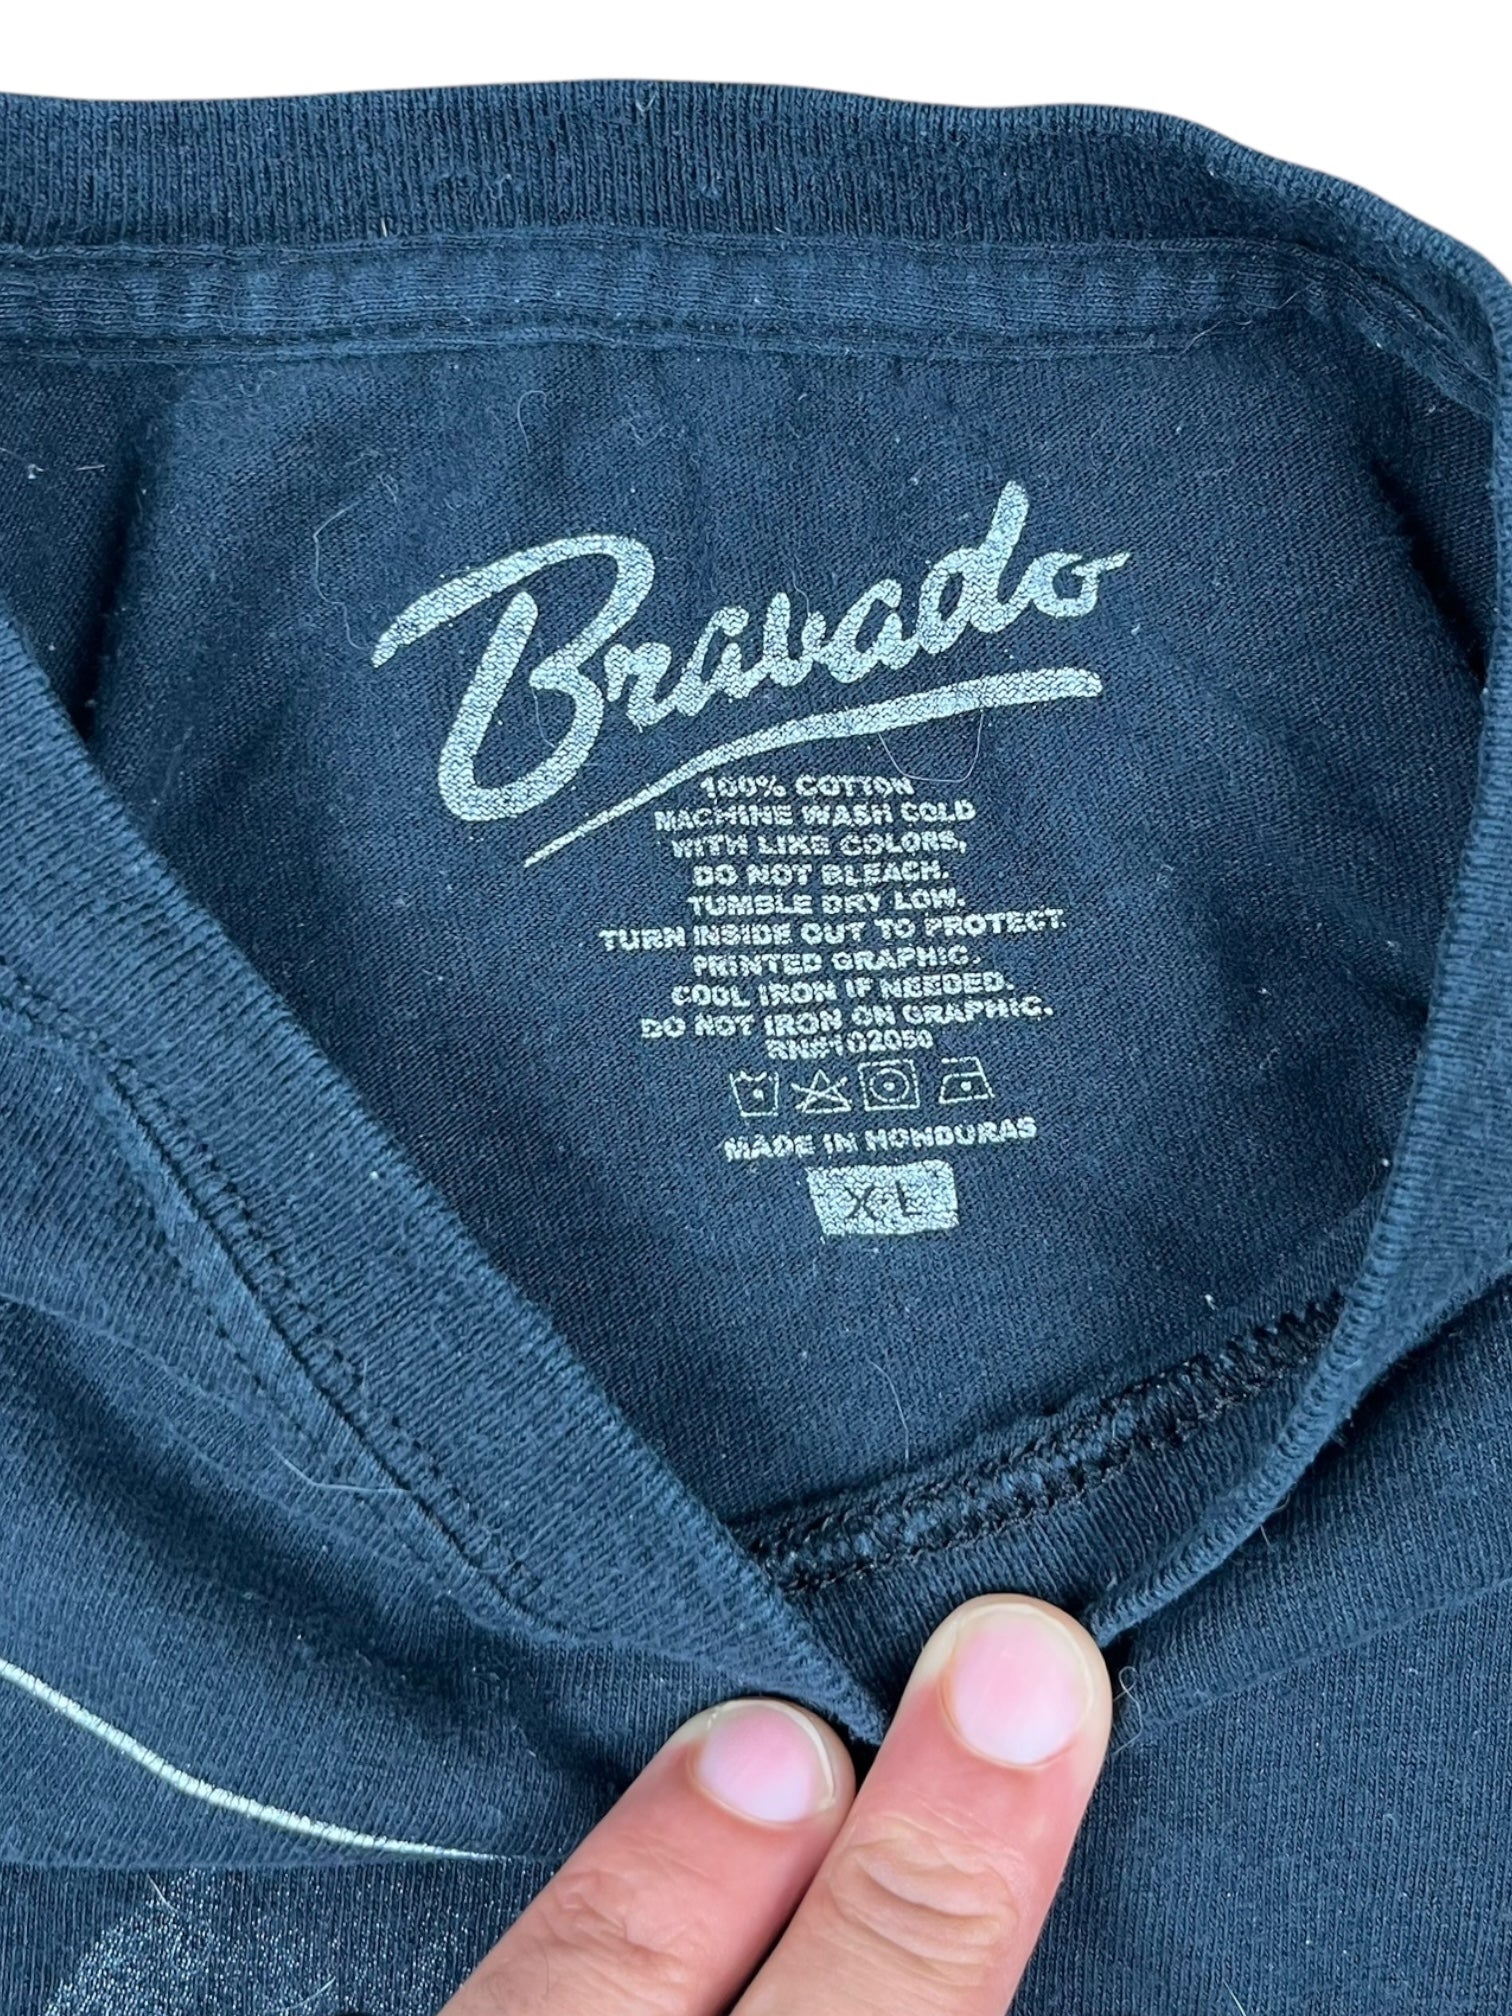 Bravado
100% COTTON
MACHINE WASH COLD
WITH LIKE COLORS,
DO NOT BLEACH.
TUMBLE DRY LOW.
TURN INSIDE OUT TO PROTECT
PRINTED GRAPHIC.
COOL IRON IF NEEDED.
DO NOT IRON ON GRAPHIC.
RN#102050
MADE IN HONDURAS
XL